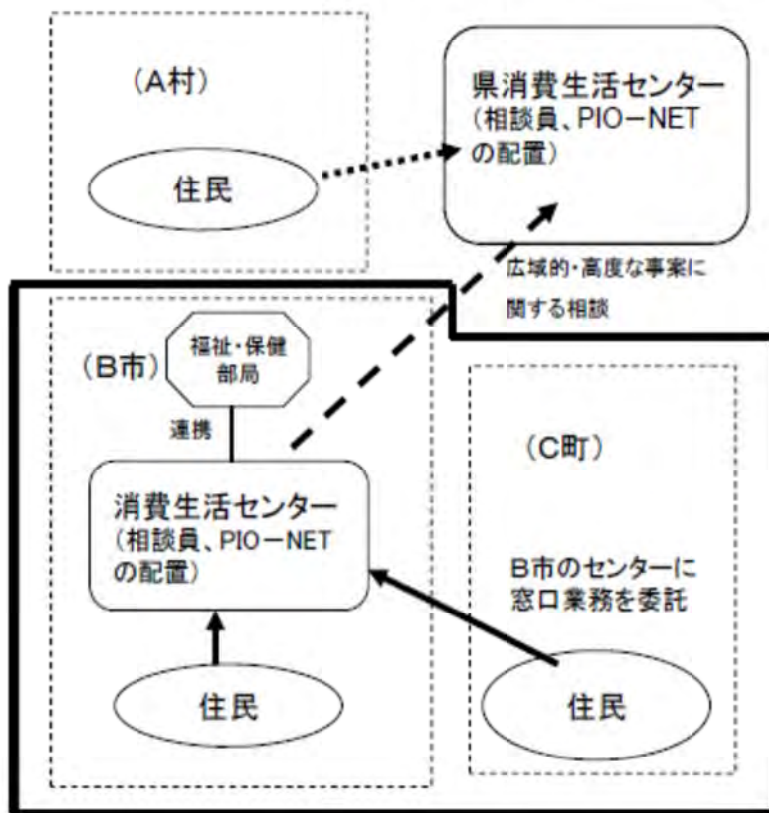 (A村)
住民
県消費生活センター
(相談員、PIO－NET
の配置)
広域的・高度な事案に
関する相談
(B市)
福祉・保健
部局
連携
消費生活センター
(相談員、PIO－NET
の配置)
住民
(C町)
B市のセンターに
窓口業務を委託
住民